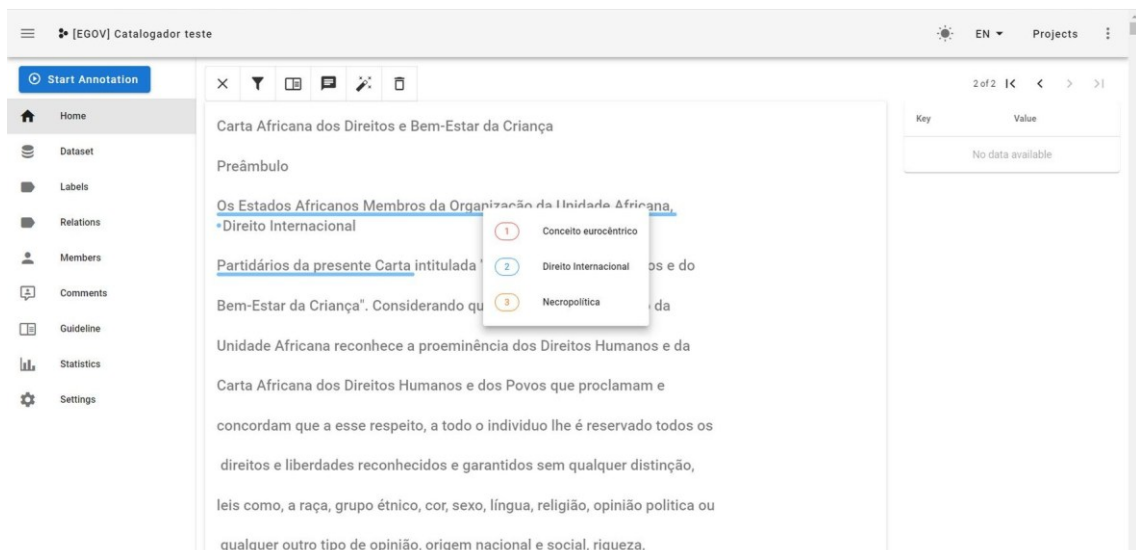 [EGOV] Catalogador teste
EN
Projects
Start Annotation
Home
Dataset
Labels
Relations
Members
Comments
Guideline
Statistics
Settings
2 of 2
Carta Africana dos Direitos e Bem-Estar da Criança
Preâmbulo
Os Estados Africanos Membros da Organização da Unidade Africana,
•Direito Internacional
Partidários da presente Carta intitulada "
os e do
Bem-Estar da Criança". Considerando qu
da
Unidade Africana reconhece a proeminência dos Direitos Humanos e da
Carta Africana dos Direitos Humanos e dos Povos que proclamam e
concordam que a esse respeito, a todo o individuo lhe é reservado todos os
direitos e liberdades reconhecidos e garantidos sem qualquer distinção,
leis como, a raça, grupo étnico, cor, sexo, língua, religião, opinião politica ou
qualquer outro tipo de opinião, origem nacional e social, riqueza,
1 Conceito eurocêntrico
2 Direito Internacional
3 Necropolítica
Key Value
No data available